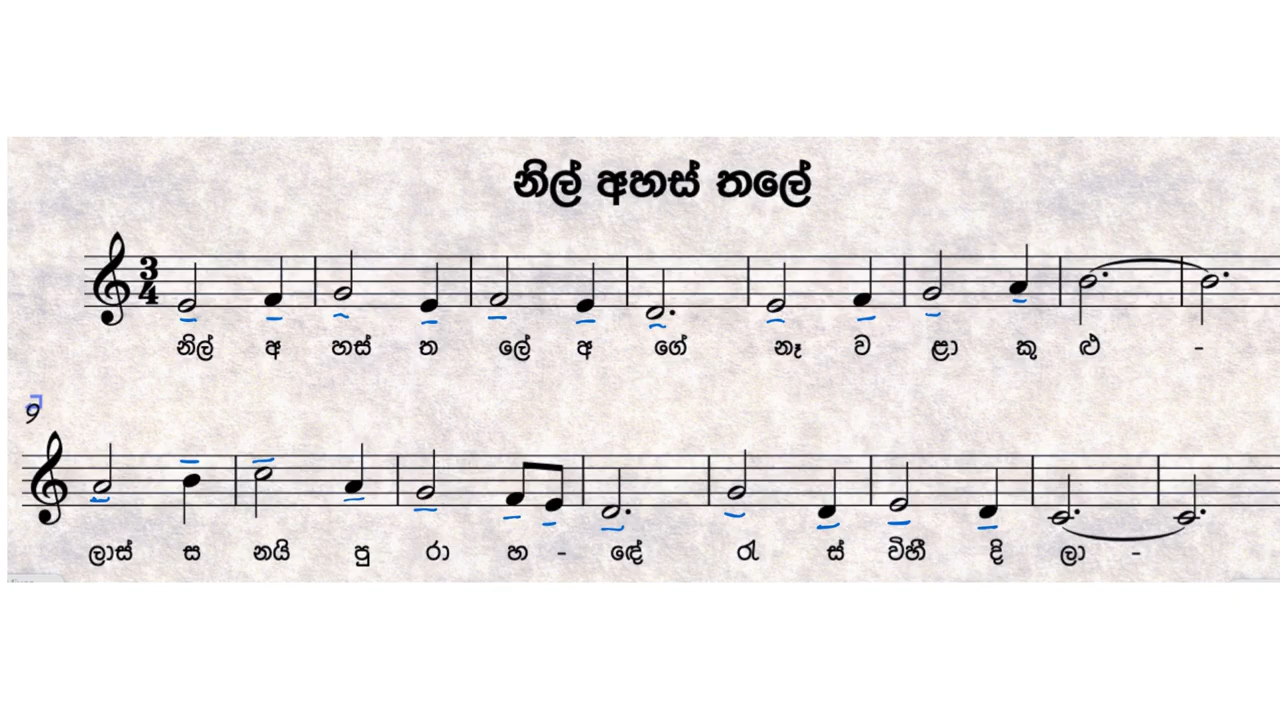 නිල් අහස් තලේ
3
4
නිල් අ හස් ත ලේ අ ගේ නෑ ව ළා කු ළු -
9
ලාස් ස නයි පු රා හ - ඳේ රැ ස් විහී දි ලා -